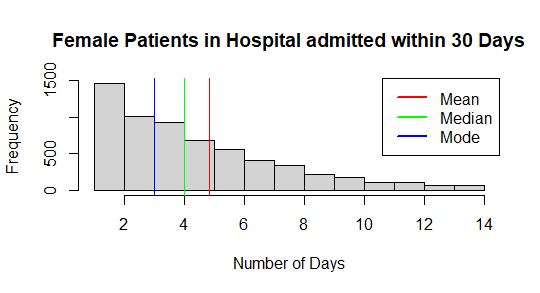 Female Patients in Hospital admitted within 30 Days
Frequency
1500
500
0
Mean
Median
Mode
2 4 6 8 10 12 14
Number of Days